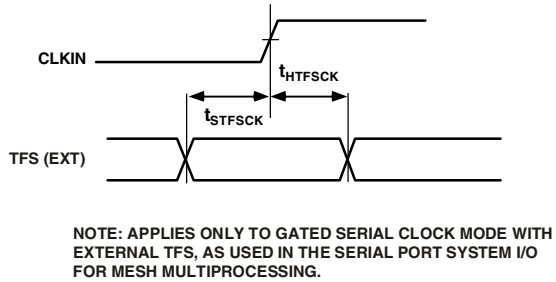 CLKIN
tHTFSCK
tSTFSCK
TFS (EXT)
NOTE: APPLIES ONLY TO GATED SERIAL CLOCK MODE WITH
EXTERNAL TFS, AS USED IN THE SERIAL PORT SYSTEM I/O
FOR MESH MULTIPROCESSING.